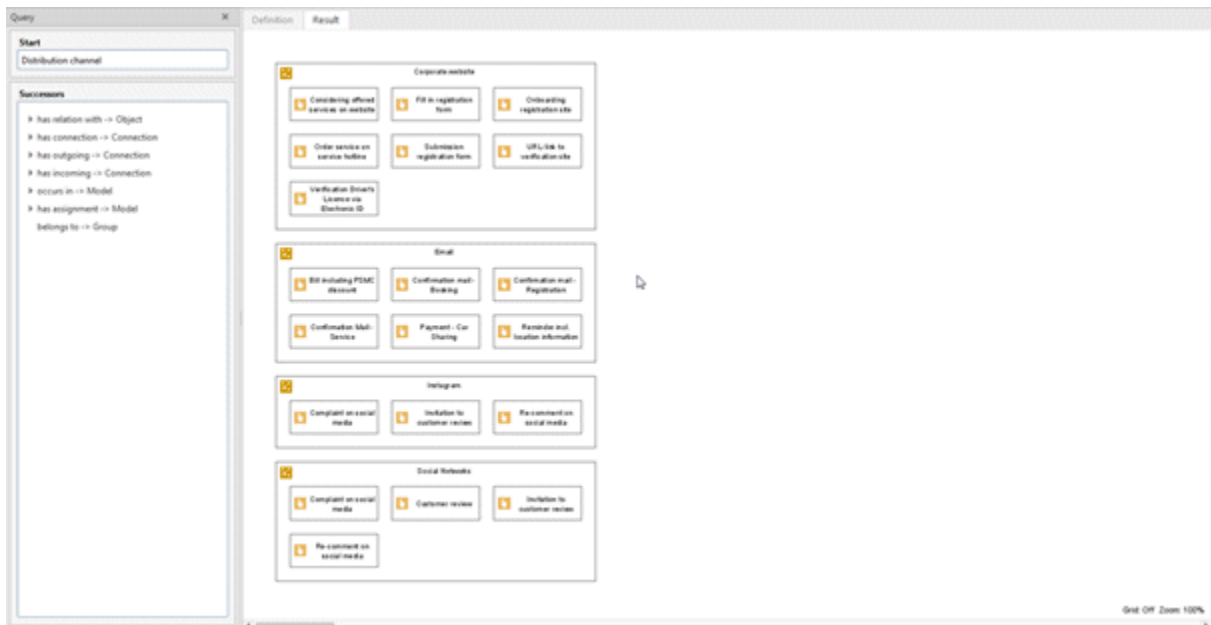 Query
Definition
Result
Start
Distribution channel
Successors
has relation with -> Object
has connection -> Connection
has outgoing -> Connection
has incoming -> Connection
occurs in -> Model
has assignment -> Model
belongs to -> Group
Corporate website
Considering offered
services on website
Fill in registration
form
Onboarding
registration site
Order service on
service hotline
Submission
registration form
URL-link to
verification site
Verification Driver's
Licence via
Electronic ID
Email
Bill including PSMC
discount
Confirmation mail-
Booking
Confirmation mail -
Registration
Confirmation Mail-
Service
Payment - Car
Sharing
Reminder incl.
location information
Instagram
Complaint on social
media
Invitation to
customer review
Re-comment on
social media
Social Networks
Complaint on social
media
Customer review
Invitation to
customer review
Re-comment on
social media
Grid: Off Zoom: 100%